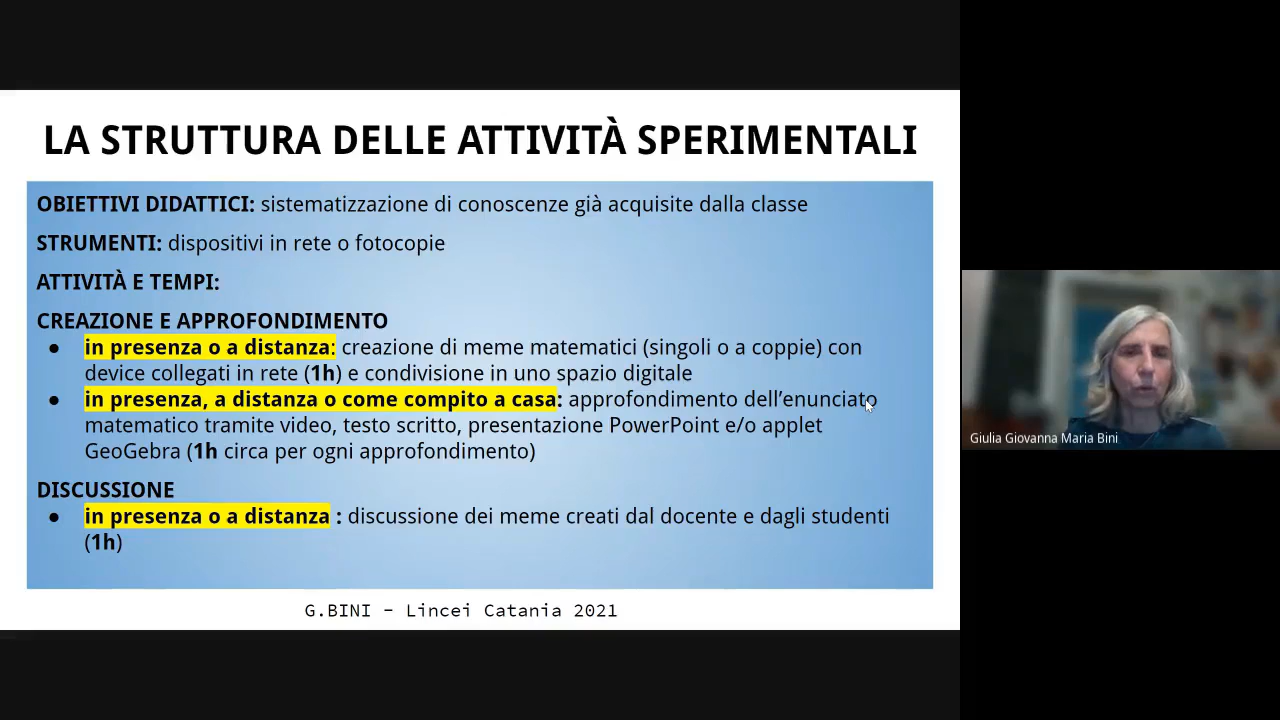 LA STRUTTURA DELLE ATTIVITÀ SPERIMENTALI
OBIETTIVI DIDATTICI: sistematizzazione di conoscenze già acquisite dalla classe
STRUMENTI: dispositivi in rete o fotocopie
ATTIVITÀ E TEMPI:
CREAZIONE E APPROFONDIMENTO
● in presenza o a distanza: creazione di meme matematici (singoli o a coppie) con
device collegati in rete (1h) e condivisione in uno spazio digitale
● in presenza, a distanza o come compito a casa: approfondimento dell’enunciato
matematico tramite video, testo scritto, presentazione PowerPoint e/o applet
GeoGebra (1h circa per ogni approfondimento)
DISCUSSIONE
● in presenza o a distanza : discussione dei meme creati dal docente e dagli studenti
(1h)
G.BINI - Lincei Catania 2021
Giulia Giovanna Maria Bini